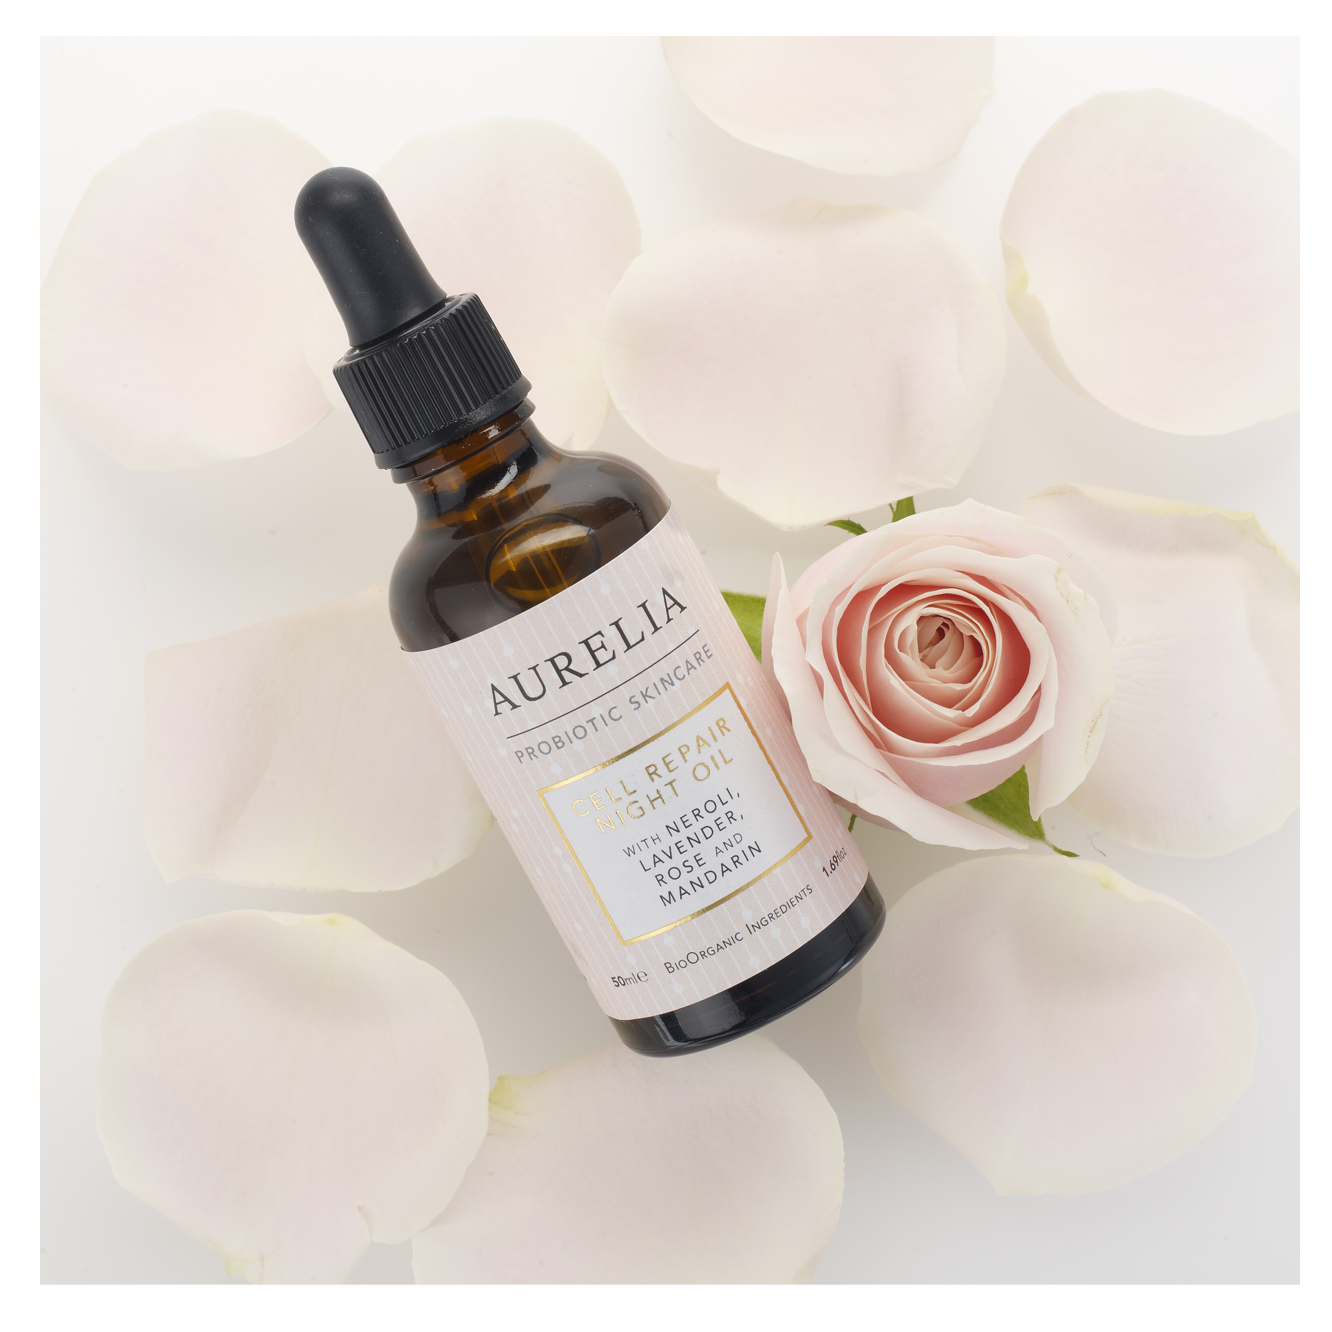 AURELIA
PROBIOTIC SKINCARE
CELL REPAIR
NIGHT OIL
WITH NEROLI,
LAVENDER,
ROSE AND
MANDARIN
50ml℮ BIOORGANIC INGREDIENTS 1.69floz